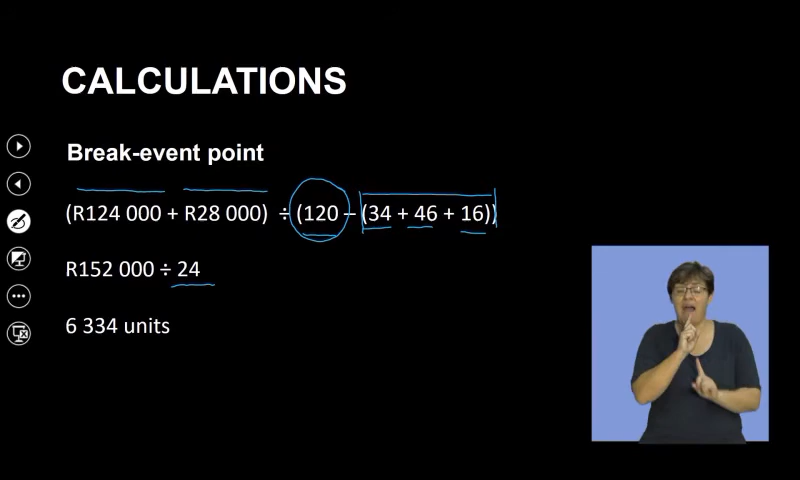 CALCULATIONS
Break-event point
(R124 000 + R28 000) ÷ (120 – (34 + 46 + 16))
R152 000 ÷ 24
6 334 units